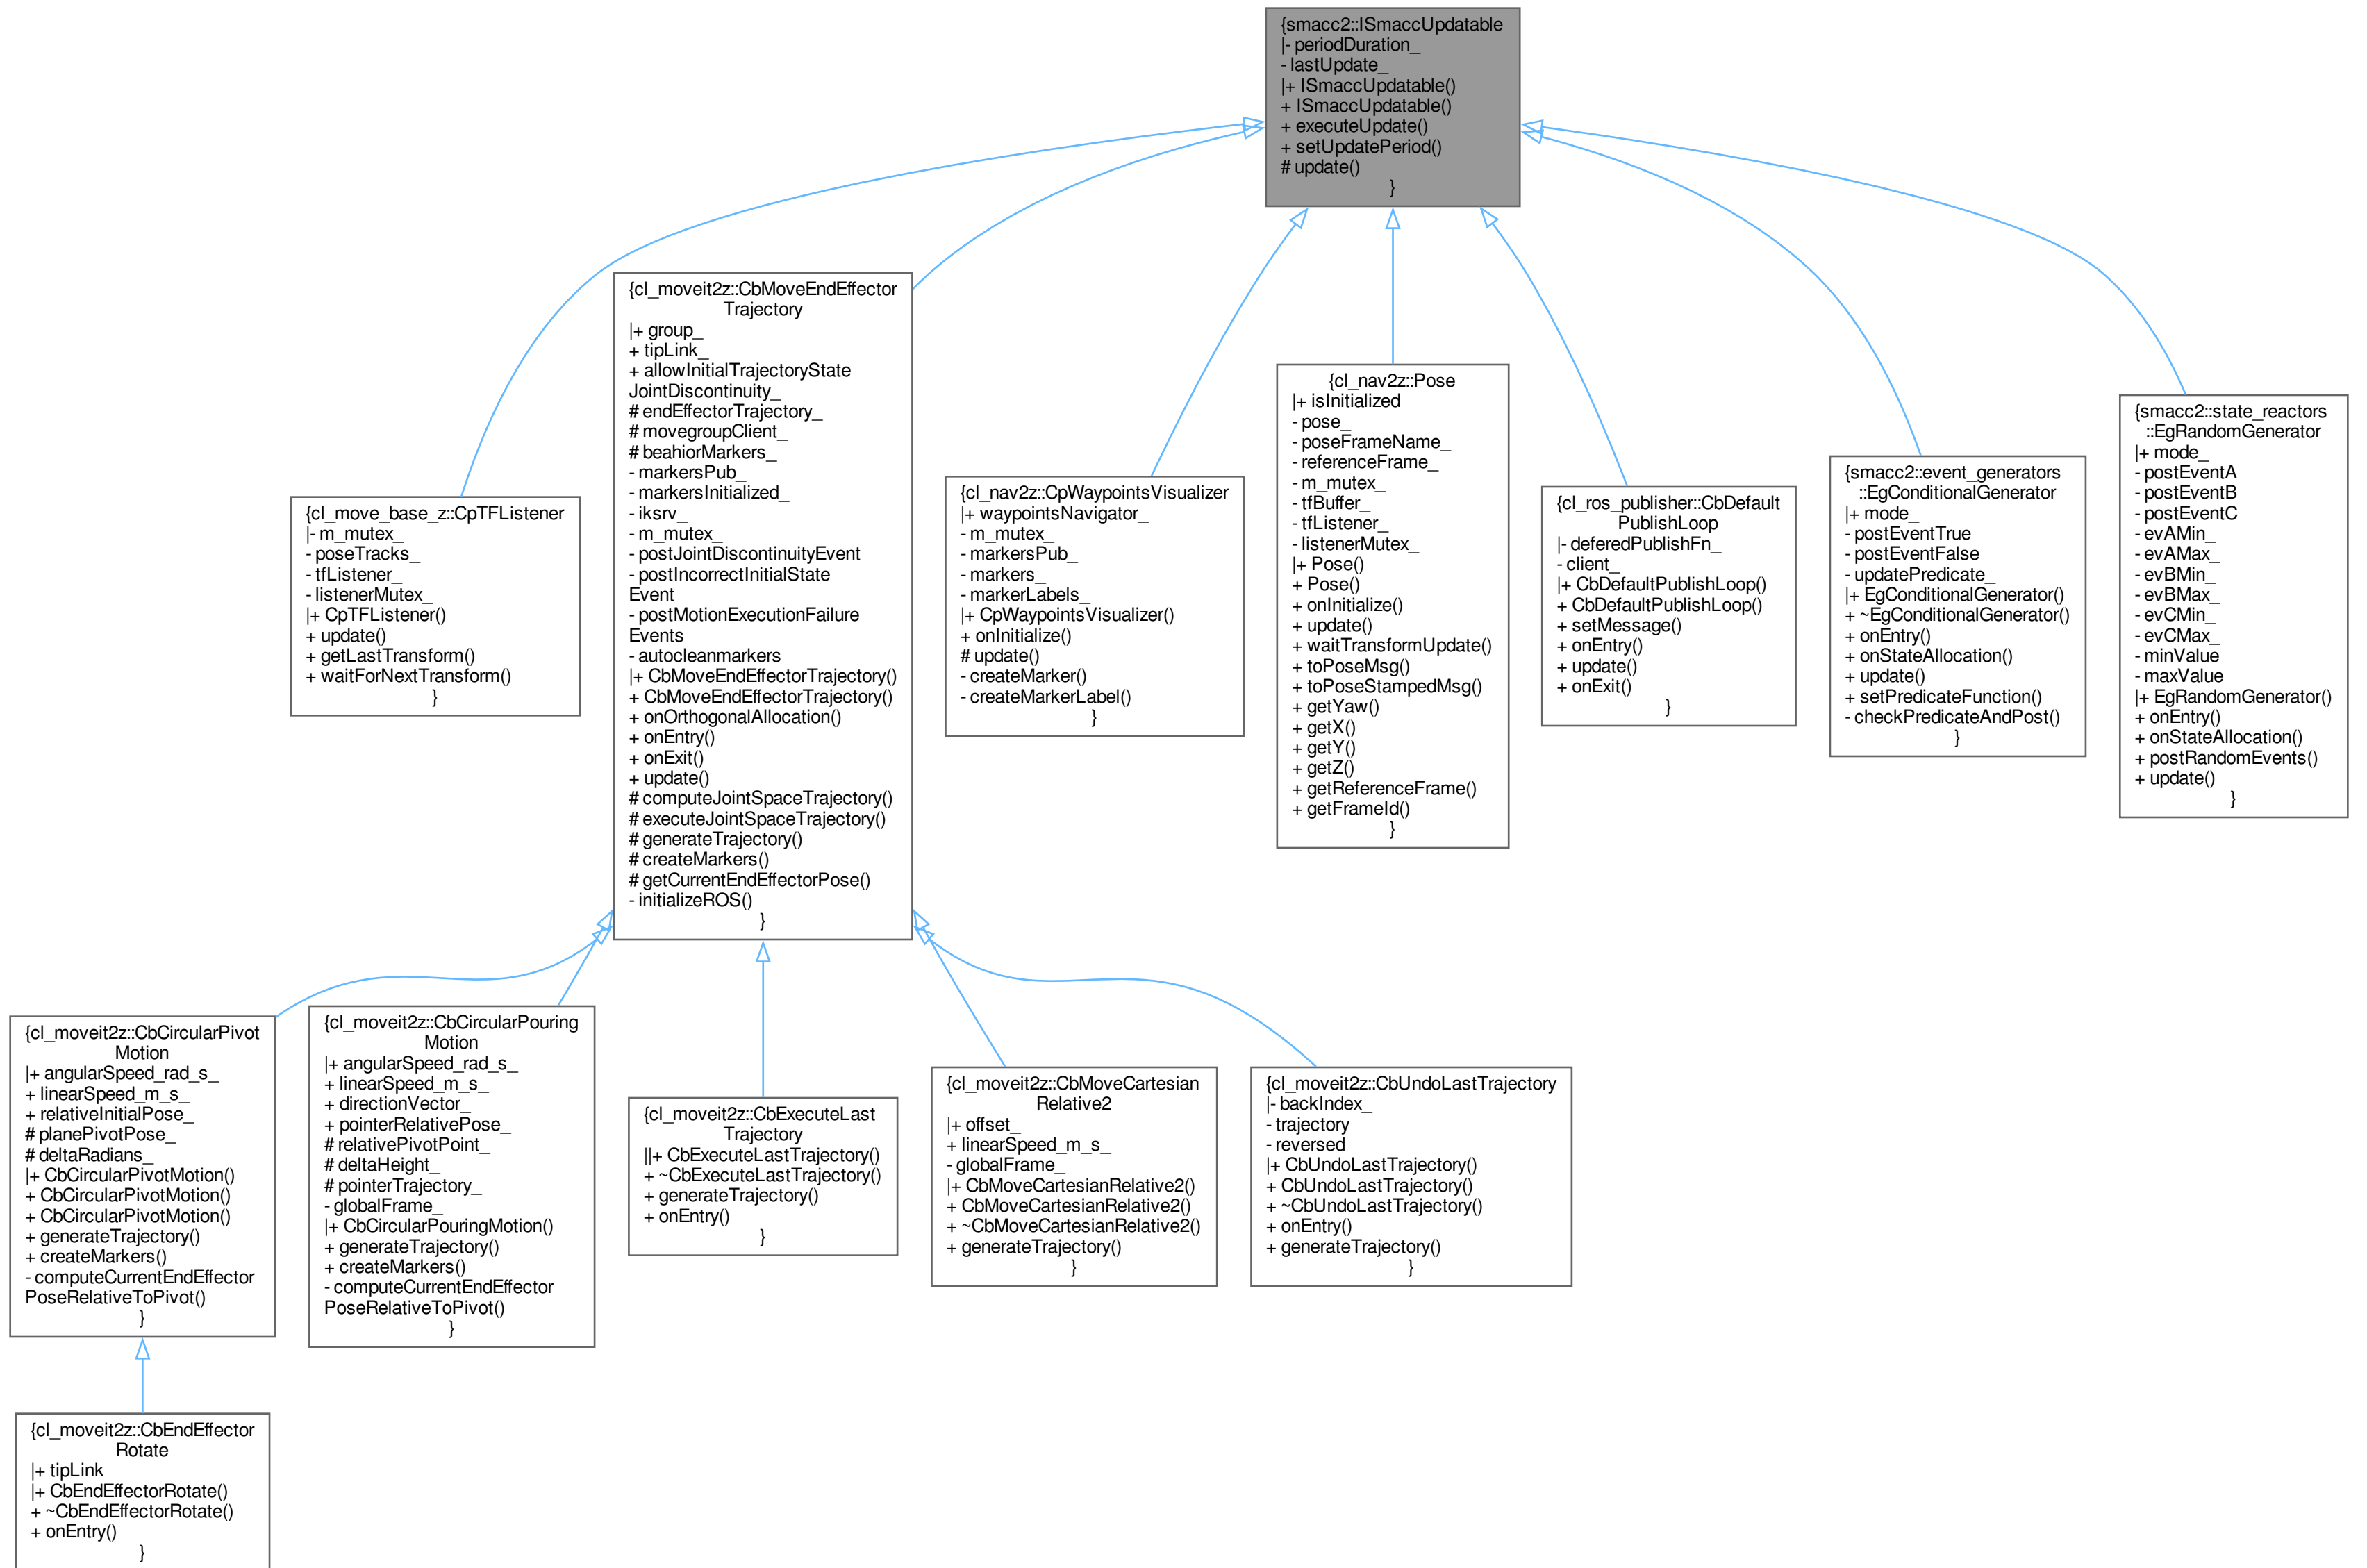 {smacc2::ISmaccUpdatable
|- periodDuration_
- lastUpdate_
|+ ISmaccUpdatable()
+ ISmaccUpdatable()
+ executeUpdate()
+ setUpdatePeriod()
# update()
}
{cl_move_base_z::CpTFListener
|- m_mutex_
- poseTracks_
- tfListener_
- listenerMutex_
|+ CpTFListener()
+ update()
+ getLastTransform()
+ waitForNextTransform()
}
{cl_moveit2z::CbMoveEndEffector
Trajectory
|+ group_
+ tipLink_
+ allowInitialTrajectoryState
JointDiscontinuity_
# endEffectorTrajectory_
# movegroupClient_
# beahiorMarkers_
- markersPub_
- markersInitialized_
- iksrv_
- m_mutex_
- postJointDiscontinuityEvent
- postIncorrectInitialState
Event
- postMotionExecutionFailure
Events
- autocleanmarkers
|+ CbMoveEndEffectorTrajectory()
+ CbMoveEndEffectorTrajectory()
+ onOrthogonalAllocation()
+ onEntry()
+ onExit()
+ update()
# computeJointSpaceTrajectory()
# executeJointSpaceTrajectory()
# generateTrajectory()
# createMarkers()
# getCurrentEndEffectorPose()
- initializeROS()
}
{cl_nav2z::CpWaypointsVisualizer
|+ waypointsNavigator_
- m_mutex_
- markersPub_
- markers_
- markerLabels_
|+ CpWaypointsVisualizer()
+ onInitialize()
# update()
- createMarker()
- createMarkerLabel()
}
{cl_nav2z::Pose
|+ isInitialized
- pose_
- poseFrameName_
- referenceFrame_
- m_mutex_
- tfBuffer_
- tfListener_
- listenerMutex_
|+ Pose()
+ Pose()
+ onInitialize()
+ update()
+ waitTransformUpdate()
+ toPoseMsg()
+ toPoseStampedMsg()
+ getYaw()
+ getX()
+ getY()
+ getZ()
+ getReferenceFrame()
+ getFrameId()
}
{cl_ros_publisher::CbDefault
PublishLoop
|- deferedPublishFn_
- client_
|+ CbDefaultPublishLoop()
+ CbDefaultPublishLoop()
+ setMessage()
+ onEntry()
+ update()
+ onExit()
}
{smacc2::event_generators
::EgConditionalGenerator
|+ mode_
- postEventTrue
- postEventFalse
- updatePredicate_
|+ EgConditionalGenerator()
+ ~EgConditionalGenerator()
+ onEntry()
+ onStateAllocation()
+ update()
+ setPredicateFunction()
- checkPredicateAndPost()
}
{smacc2::state_reactors
::EgRandomGenerator
|+ mode_
- postEventA
- postEventB
- postEventC
- evAMin_
- evAMax_
- evBMin_
- evBMax_
- evCMin_
- evCMax_
- minValue
- maxValue
|+ EgRandomGenerator()
+ onEntry()
+ onStateAllocation()
+ postRandomEvents()
+ update()
}
{cl_moveit2z::CbCircularPivot
Motion
|+ angularSpeed_rad_s_
+ linearSpeed_m_s_
+ relativeInitialPose_
# planePivotPose_
# deltaRadians_
|+ CbCircularPivotMotion()
+ CbCircularPivotMotion()
+ CbCircularPivotMotion()
+ generateTrajectory()
+ createMarkers()
- computeCurrentEndEffector
PoseRelativeToPivot()
}
{cl_moveit2z::CbCircularPouring
Motion
|+ angularSpeed_rad_s_
+ linearSpeed_m_s_
+ directionVector_
+ pointerRelativePose_
# relativePivotPoint_
# deltaHeight_
# pointerTrajectory_
- globalFrame_
|+ CbCircularPouringMotion()
+ generateTrajectory()
+ createMarkers()
- computeCurrentEndEffector
PoseRelativeToPivot()
}
{cl_moveit2z::CbExecuteLast
Trajectory
||+ CbExecuteLastTrajectory()
+ ~CbExecuteLastTrajectory()
+ generateTrajectory()
+ onEntry()
}
{cl_moveit2z::CbMoveCartesian
Relative2
|+ offset_
+ linearSpeed_m_s_
- globalFrame_
|+ CbMoveCartesianRelative2()
+ CbMoveCartesianRelative2()
+ ~CbMoveCartesianRelative2()
+ generateTrajectory()
}
{cl_moveit2z::CbUndoLastTrajectory
|- backIndex_
- trajectory
- reversed
|+ CbUndoLastTrajectory()
+ CbUndoLastTrajectory()
+ ~CbUndoLastTrajectory()
+ onEntry()
+ generateTrajectory()
}
{cl_moveit2z::CbEndEffector
Rotate
|+ tipLink
|+ CbEndEffectorRotate()
+ ~CbEndEffectorRotate()
+ onEntry()
}